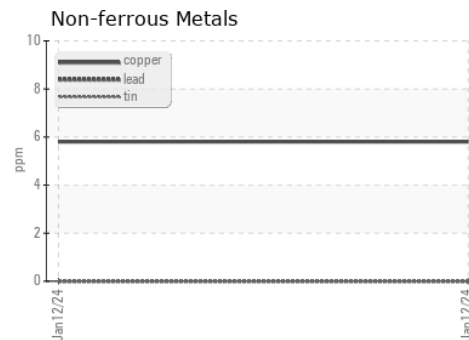 Non-ferrous Metals
10
copper
lead
tin
8
6
ppm
4
2
0
Jan12/24
Jan12/24